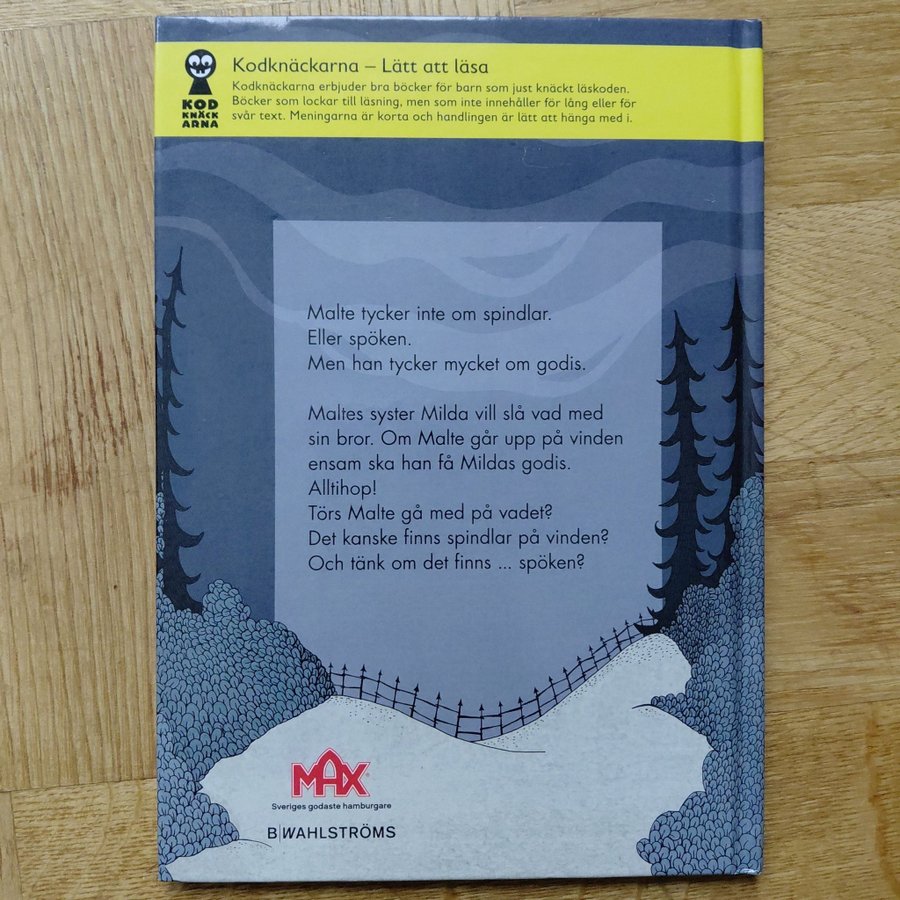 KOD
KNÄCK
ARNA
Kodknäckarna – Lätt att läsa
Kodknäckarna erbjuder bra böcker för barn som just knäckt läskoden.
Böcker som lockar till läsning, men som inte innehåller för lång eller för
svår text. Meningarna är korta och handlingen är lätt att hänga med i.
Malte tycker inte om spindlar.
Eller spöken.
Men han tycker mycket om godis.
Maltes syster Milda vill slå vad med
sin bror. Om Malte går upp på vinden
ensam ska han få Mildas godis.
Alltihop!
Törs Malte gå med på vadet?
Det kanske finns spindlar på vinden?
Och tänk om det finns ... spöken?
MAX®
Sveriges godaste hamburgare
B|WAHLSTRÖMS